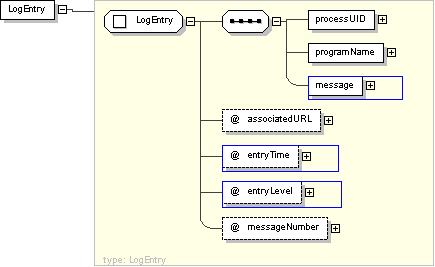 LogEntry
LogEntry
processUID
programName
message
@ associatedURL
@ entryTime
@ entryLevel
@ messageNumber
type: LogEntry